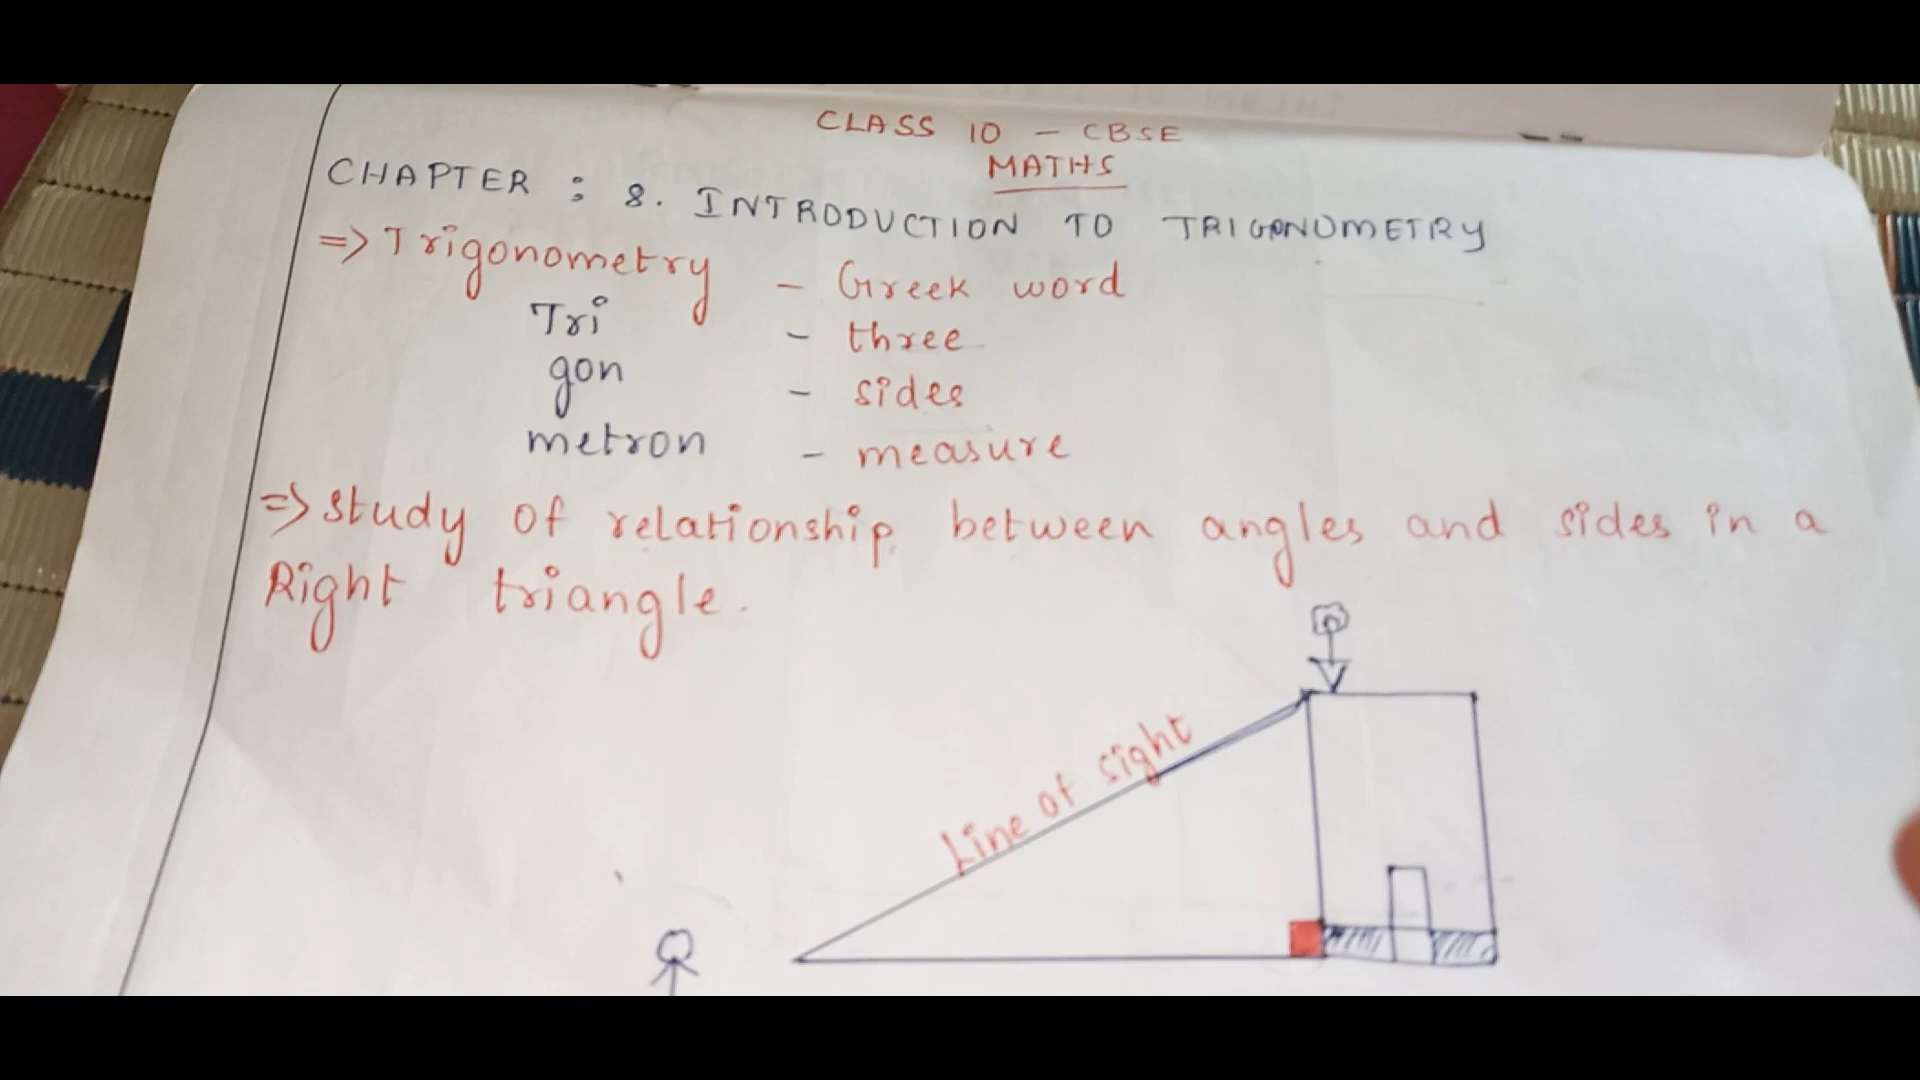 CLASS 10 - CBSE
MATHS
CHAPTER : 8. INTRODUCTION TO TRIGONOMETRY
=> Trigonometry - Greek word
Tri - three
gon - sides
metron - measure
=> Study of relationship between angles and sides in a
Right triangle.
Line of sight